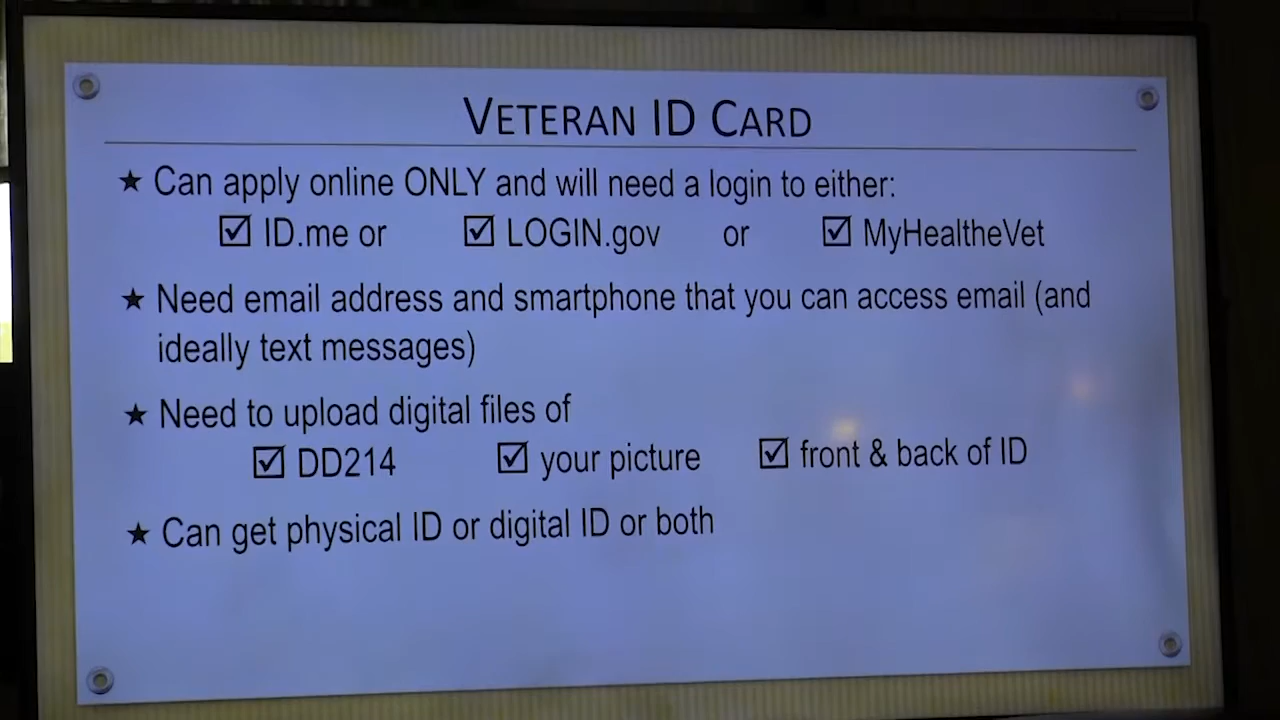 VETERAN ID CARD
★ Can apply online ONLY and will need a login to either:
☑ ID.me or ☑ LOGIN.gov or ☑ MyHealtheVet
★ Need email address and smartphone that you can access email (and
ideally text messages)
★ Need to upload digital files of
☑ DD214 ☑ your picture ☑ front & back of ID
★ Can get physical ID or digital ID or both